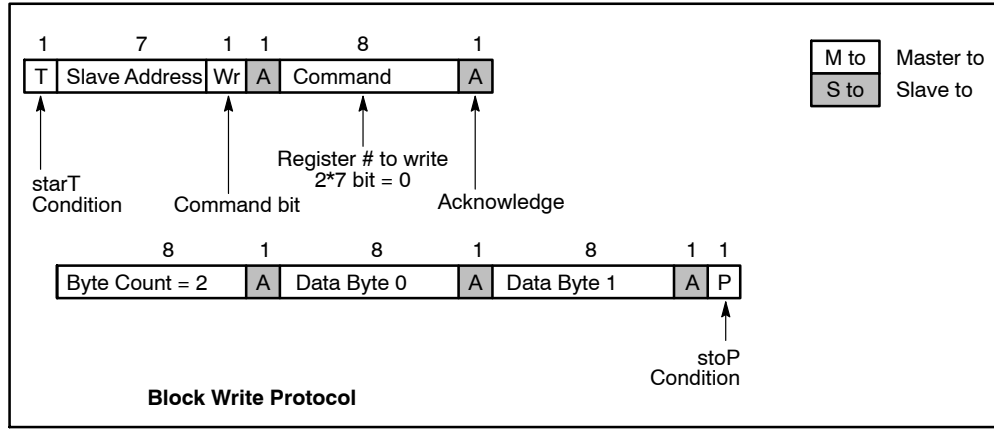 1 7 1 1 8 1
T Slave Address Wr A Command A
M to Master to
S to Slave to
Register # to write
2*7 bit = 0
starT
Condition
Command bit
Acknowledge
8 1 8 1 8 1 1
Byte Count = 2 A Data Byte 0 A Data Byte 1 A P
stoP
Condition
Block Write Protocol